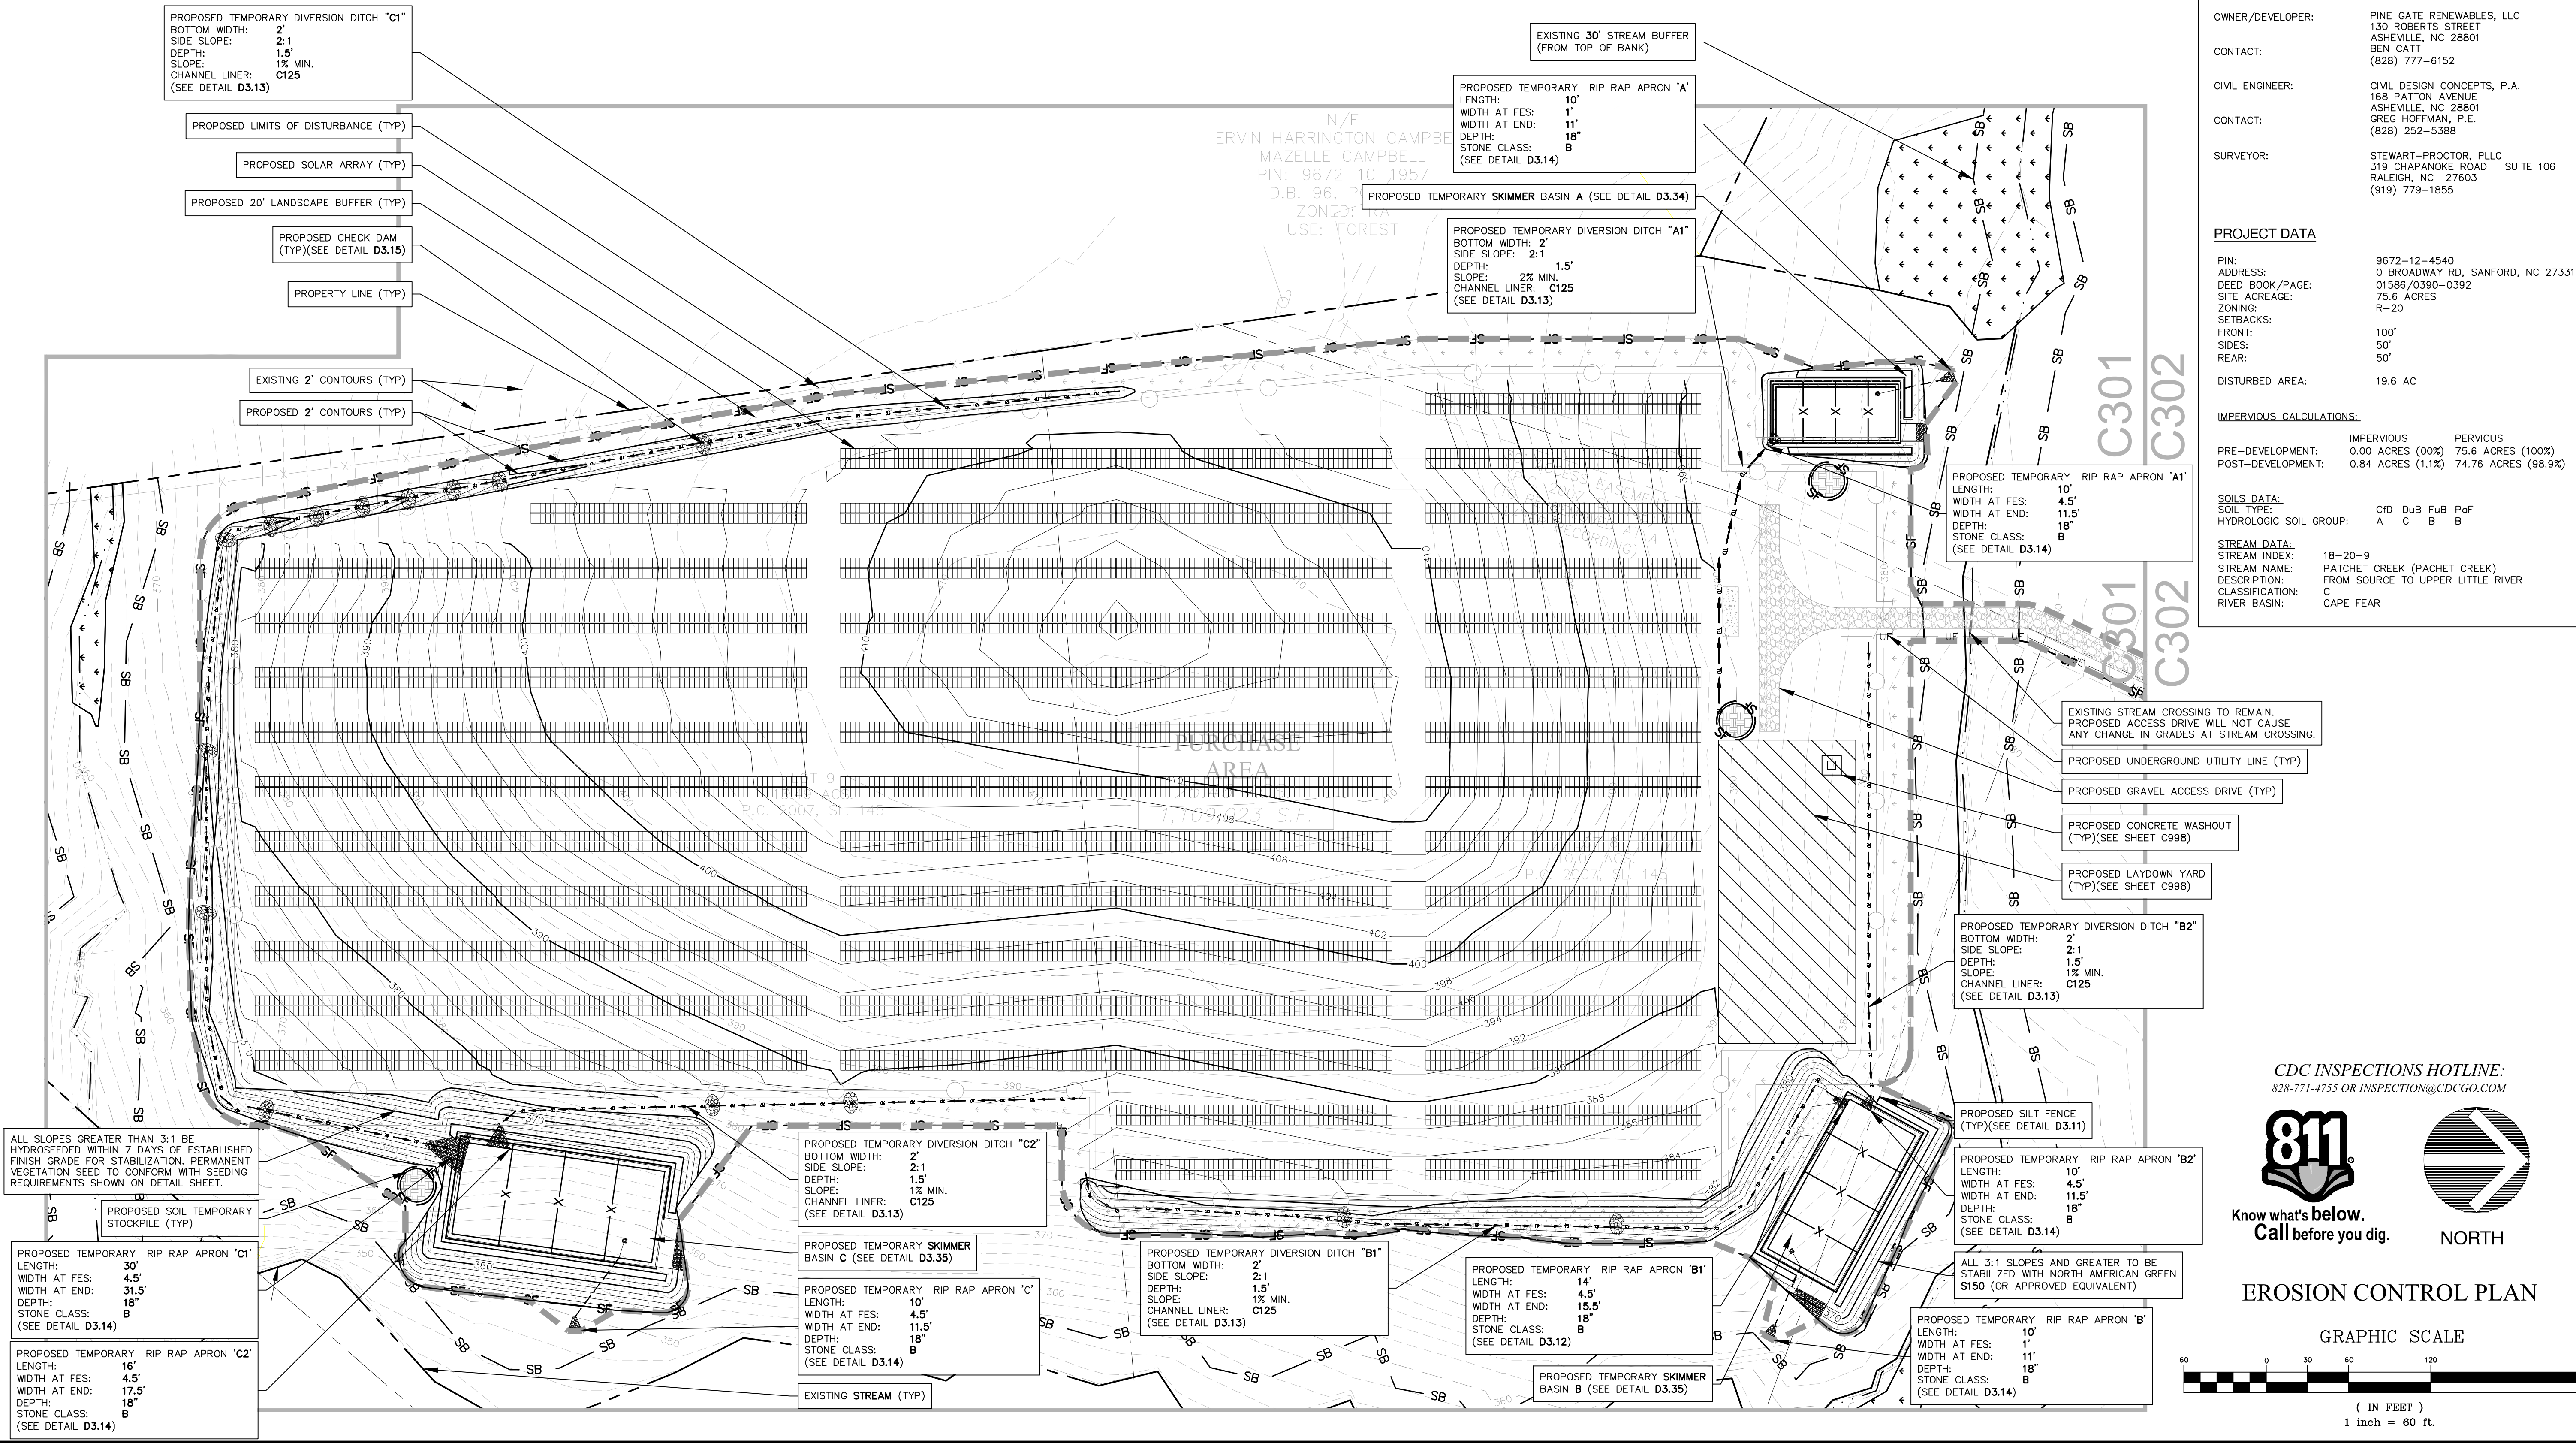 PROPOSED TEMPORARY DIVERSION DITCH "C1"
BOTTOM WIDTH: 2'
SIDE SLOPE: 2:1
DEPTH: 1.5'
SLOPE: 1% MIN.
CHANNEL LINER: C125
(SEE DETAIL D3.13)
PROPOSED LIMITS OF DISTURBANCE (TYP)
PROPOSED SOLAR ARRAY (TYP)
PROPOSED 20' LANDSCAPE BUFFER (TYP)
PROPOSED CHECK DAM
(TYP)(SEE DETAIL D3.15)
PROPERTY LINE (TYP)
EXISTING 2' CONTOURS (TYP)
PROPOSED 2' CONTOURS (TYP)
N/F
ERVIN HARRINGTON CAMPBE
MAZELLE CAMPBELL
PIN: 9672-10-1957
D.B. 96, P
ZONED: RA
USE: FOREST
EXISTING 30' STREAM BUFFER
(FROM TOP OF BANK)
PROPOSED TEMPORARY RIP RAP APRON 'A'
LENGTH: 10'
WIDTH AT FES: 1'
WIDTH AT END: 11'
DEPTH: 18"
STONE CLASS: B
(SEE DETAIL D3.14)
PROPOSED TEMPORARY SKIMMER BASIN A (SEE DETAIL D3.34)
PROPOSED TEMPORARY DIVERSION DITCH "A1"
BOTTOM WIDTH: 2'
SIDE SLOPE: 2:1
DEPTH: 1.5'
SLOPE: 2% MIN.
CHANNEL LINER: C125
(SEE DETAIL D3.13)
OWNER/DEVELOPER: PINE GATE RENEWABLES, LLC
130 ROBERTS STREET
ASHEVILLE, NC 28801
CONTACT: BEN CATT
(828) 777-6152
CIVIL ENGINEER: CIVIL DESIGN CONCEPTS, P.A.
168 PATTON AVENUE
ASHEVILLE, NC 28801
CONTACT: GREG HOFFMAN, P.E.
(828) 252-5388
SURVEYOR: STEWART-PROCTOR, PLLC
319 CHAPANOKE ROAD SUITE 106
RALEIGH, NC 27603
(919) 779-1855
PROJECT DATA
PIN: 9672-12-4540
ADDRESS: 0 BROADWAY RD, SANFORD, NC 27331
DEED BOOK/PAGE: 01586/0390-0392
SITE ACREAGE: 75.6 ACRES
ZONING: R-20
SETBACKS:
FRONT: 100'
SIDES: 50'
REAR: 50'
DISTURBED AREA: 19.6 AC
IMPERVIOUS CALCULATIONS:
IMPERVIOUS PERVIOUS
PRE-DEVELOPMENT: 0.00 ACRES (00%) 75.6 ACRES (100%)
POST-DEVELOPMENT: 0.84 ACRES (1.1%) 74.76 ACRES (98.9%)
SOILS DATA:
SOIL TYPE: CfD DuB FuB PaF
HYDROLOGIC SOIL GROUP: A C B B
STREAM DATA:
STREAM INDEX: 18-20-9
STREAM NAME: PATCHET CREEK (PACHET CREEK)
DESCRIPTION: FROM SOURCE TO UPPER LITTLE RIVER
CLASSIFICATION: C
RIVER BASIN: CAPE FEAR
C301
C302
C301
C302
PROPOSED TEMPORARY RIP RAP APRON 'A1'
LENGTH: 10'
WIDTH AT FES: 4.5'
WIDTH AT END: 11.5'
DEPTH: 18"
STONE CLASS: B
(SEE DETAIL D3.14)
EXISTING STREAM CROSSING TO REMAIN.
PROPOSED ACCESS DRIVE WILL NOT CAUSE
ANY CHANGE IN GRADES AT STREAM CROSSING.
PROPOSED UNDERGROUND UTILITY LINE (TYP)
PROPOSED GRAVEL ACCESS DRIVE (TYP)
PROPOSED CONCRETE WASHOUT
(TYP)(SEE SHEET C998)
PROPOSED LAYDOWN YARD
(TYP)(SEE SHEET C998)
PROPOSED TEMPORARY DIVERSION DITCH "B2"
BOTTOM WIDTH: 2'
SIDE SLOPE: 2:1
DEPTH: 1.5'
SLOPE: 1% MIN.
CHANNEL LINER: C125
(SEE DETAIL D3.13)
PURCHASE
AREA
1,709,023 S.F.
P.C. 2007, SL. 145
410
410
400
390
380
408
406
404
402
400
398
396
394
392
390
388
386
384
382
PROPOSED SILT FENCE
(TYP)(SEE DETAIL D3.11)
PROPOSED TEMPORARY RIP RAP APRON 'B2'
LENGTH: 10'
WIDTH AT FES: 4.5'
WIDTH AT END: 11.5'
DEPTH: 18"
STONE CLASS: B
(SEE DETAIL D3.14)
ALL 3:1 SLOPES AND GREATER TO BE
STABILIZED WITH NORTH AMERICAN GREEN
S150 (OR APPROVED EQUIVALENT)
PROPOSED TEMPORARY RIP RAP APRON 'B'
LENGTH: 10'
WIDTH AT FES: 1'
WIDTH AT END: 11'
DEPTH: 18"
STONE CLASS: B
(SEE DETAIL D3.14)
ALL SLOPES GREATER THAN 3:1 BE
HYDROSEEDED WITHIN 7 DAYS OF ESTABLISHED
FINISH GRADE FOR STABILIZATION. PERMANENT
VEGETATION SEED TO CONFORM WITH SEEDING
REQUIREMENTS SHOWN ON DETAIL SHEET.
PROPOSED SOIL TEMPORARY
STOCKPILE (TYP)
PROPOSED TEMPORARY RIP RAP APRON 'C1'
LENGTH: 30'
WIDTH AT FES: 4.5'
WIDTH AT END: 31.5'
DEPTH: 18"
STONE CLASS: B
(SEE DETAIL D3.14)
PROPOSED TEMPORARY RIP RAP APRON 'C2'
LENGTH: 16'
WIDTH AT FES: 4.5'
WIDTH AT END: 17.5'
DEPTH: 18"
STONE CLASS: B
(SEE DETAIL D3.14)
PROPOSED TEMPORARY DIVERSION DITCH "C2"
BOTTOM WIDTH: 2'
SIDE SLOPE: 2:1
DEPTH: 1.5'
SLOPE: 1% MIN.
CHANNEL LINER: C125
(SEE DETAIL D3.13)
PROPOSED TEMPORARY SKIMMER
BASIN C (SEE DETAIL D3.35)
PROPOSED TEMPORARY RIP RAP APRON 'C'
LENGTH: 10'
WIDTH AT FES: 4.5'
WIDTH AT END: 11.5'
DEPTH: 18"
STONE CLASS: B
(SEE DETAIL D3.14)
EXISTING STREAM (TYP)
PROPOSED TEMPORARY DIVERSION DITCH "B1"
BOTTOM WIDTH: 2'
SIDE SLOPE: 2:1
DEPTH: 1.5'
SLOPE: 1% MIN.
CHANNEL LINER: C125
(SEE DETAIL D3.13)
PROPOSED TEMPORARY RIP RAP APRON 'B1'
LENGTH: 14'
WIDTH AT FES: 4.5'
WIDTH AT END: 15.5'
DEPTH: 18"
STONE CLASS: B
(SEE DETAIL D3.12)
PROPOSED TEMPORARY SKIMMER
BASIN B (SEE DETAIL D3.35)
CDC INSPECTIONS HOTLINE:
828-771-4755 OR INSPECTION@CDCGO.COM
811
Know what's below.
Call before you dig.
NORTH
EROSION CONTROL PLAN
GRAPHIC SCALE
60 0 30 60 120
( IN FEET )
1 inch = 60 ft.